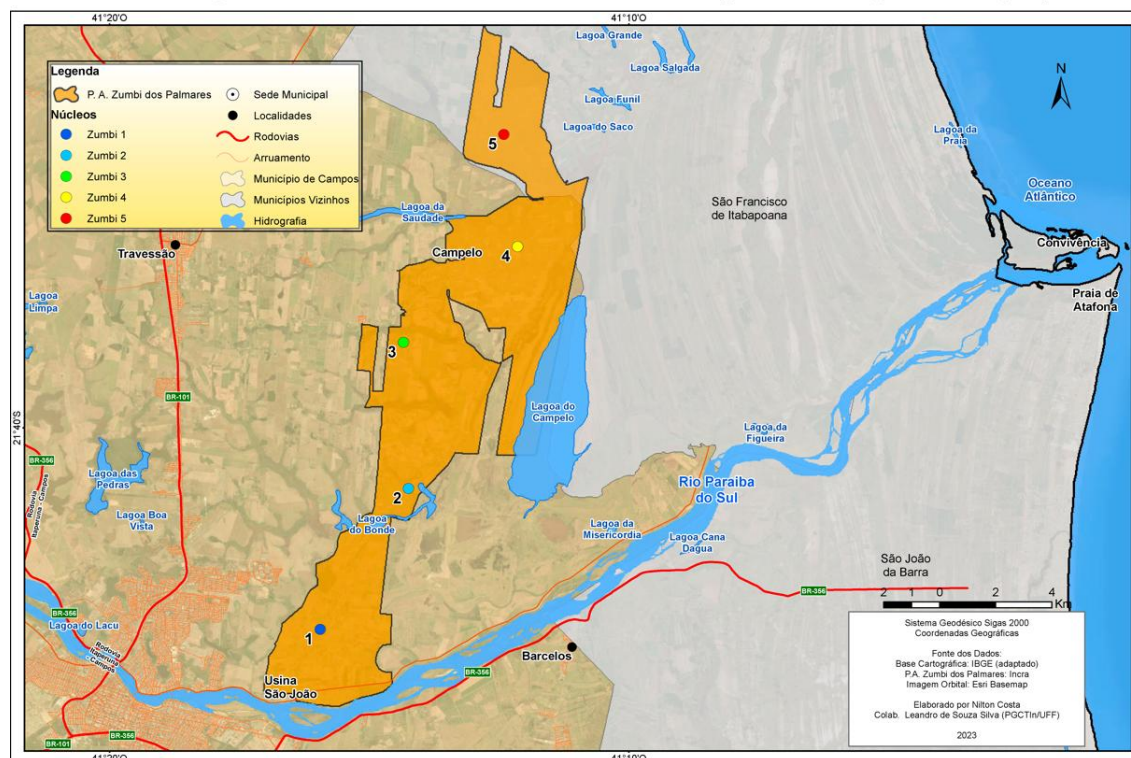 41°20'O
41°10'O
Legenda
P. A. Zumbi dos Palmares
Núcleos
Zumbi 1
Zumbi 2
Zumbi 3
Zumbi 4
Zumbi 5
Sede Municipal
Localidades
Rodovias
Arruamento
Município de Campos
Municípios Vizinhos
Hidrografia
Lagoa Grande
Lagoa Salgada
Lagoa Funil
Lagoa do Saco
N
Lagoa da
Praia
Oceano
Atlântico
5
São Francisco
de Itabapoana
Lagoa da
Saudade
Travessão
Campelo
4
Convivência
Praia de
Atafona
Lagoa
Limpa
3
BR-101
Lagoa do
Campelo
21°40'S
Lagoa da
Figueira
BR-356
Rodovia
Itaperuna - Campos
Lagoa das
Pedras
Rio Paraiba
do Sul
2
Lagoa Boa
Vista
Lagoa
do Bonde
Lagoa da
Misericordia
Lagoa Cana
Dagua
São João
da Barra
BR-356
2 1 0 2 4
Km
BR-356
Lagoa do Lacu
1
Rodovia
Itaperuna
Campos
Barcelos
BR-356
Usina
São João
BR-356
BR-101
Sistema Geodésico Sigas 2000
Coordenadas Geográficas
Fonte dos Dados:
Base Cartográfica: IBGE (adaptado)
P.A. Zumbi dos Palmares: Incra
Imagem Orbital: Esri Basemap
Elaborado por Nilton Costa
Colab. Leandro de Souza Silva (PGCTIn/UFF)
2023